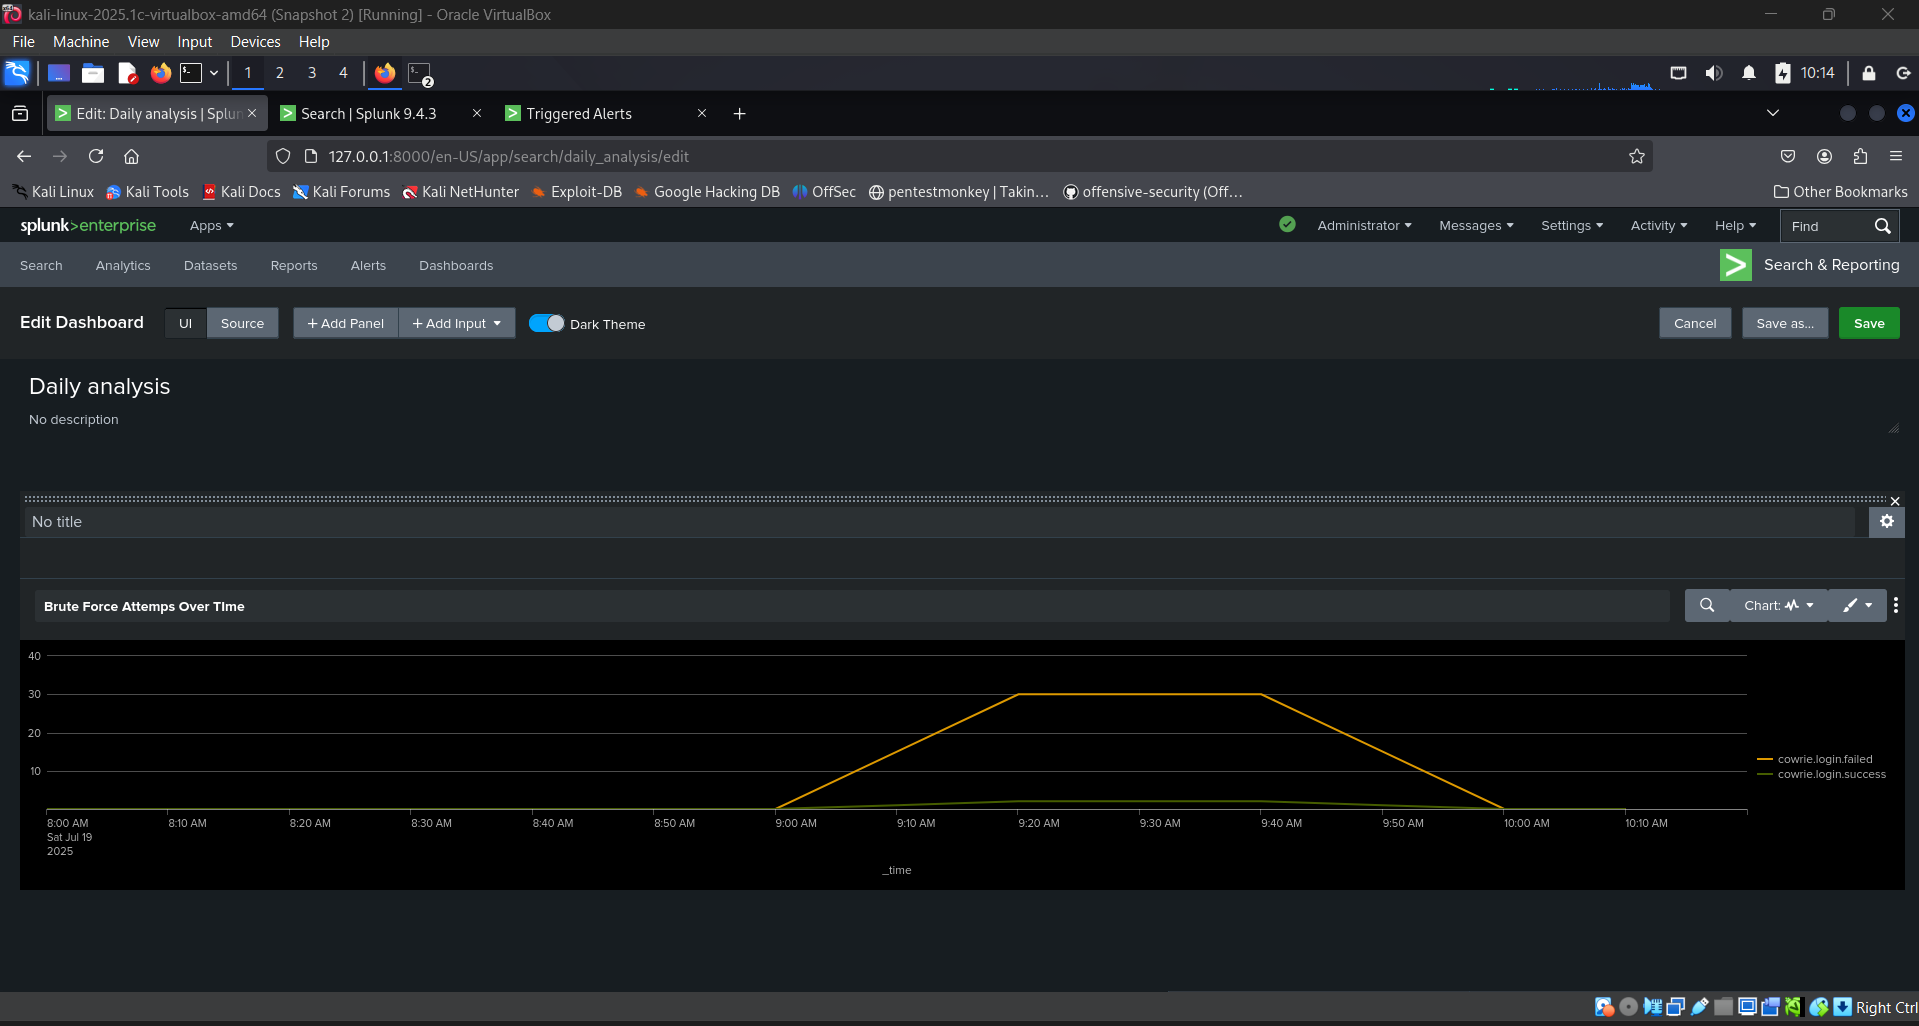 kali-linux-2025.1c-virtualbox-amd64 (Snapshot 2) [Running] - Oracle VirtualBox
File Machine View Input Devices Help
1 2 3 4 2 10:14
Edit: Daily analysis | Splun Search | Splunk 9.4.3 Triggered Alerts
127.0.0.1:8000/en-US/app/search/daily_analysis/edit
Kali Linux Kali Tools Kali Docs Kali Forums Kali NetHunter Exploit-DB Google Hacking DB OffSec pentestmonkey | Takin… offensive-security (Off… Other Bookmarks
splunk>enterprise Apps Administrator Messages Settings Activity Help Find
Search Analytics Datasets Reports Alerts Dashboards Search & Reporting
Edit Dashboard UI Source + Add Panel + Add Input Dark Theme Cancel Save as... Save
Daily analysis
No description
No title
Brute Force Attemps Over TIme Chart:
40
30
20
10
cowrie.login.failed
cowrie.login.success
8:00 AM 8:10 AM 8:20 AM 8:30 AM 8:40 AM 8:50 AM 9:00 AM 9:10 AM 9:20 AM 9:30 AM 9:40 AM 9:50 AM 10:00 AM 10:10 AM
Sat Jul 19
2025
_time
Right Ctrl